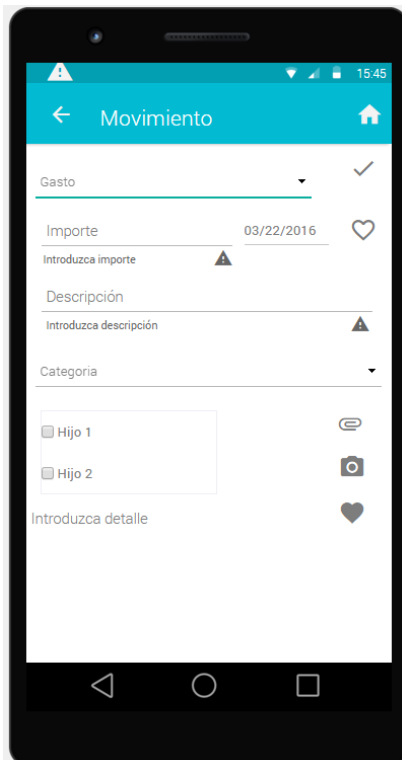 15:45
Movimiento
Gasto
Importe 03/22/2016
Introduzca importe
Descripción
Introduzca descripción
Categoria
Hijo 1
Hijo 2
Introduzca detalle